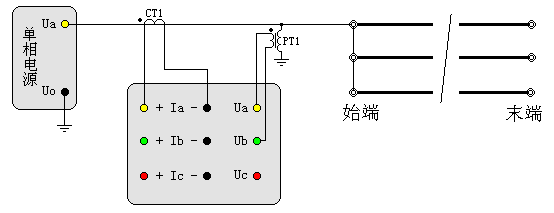 单相电源
Ua
Uo
CT1
PT1
+ Ia -
Ua
+ Ib -
Ub
+ Ic -
Uc
始端
末端